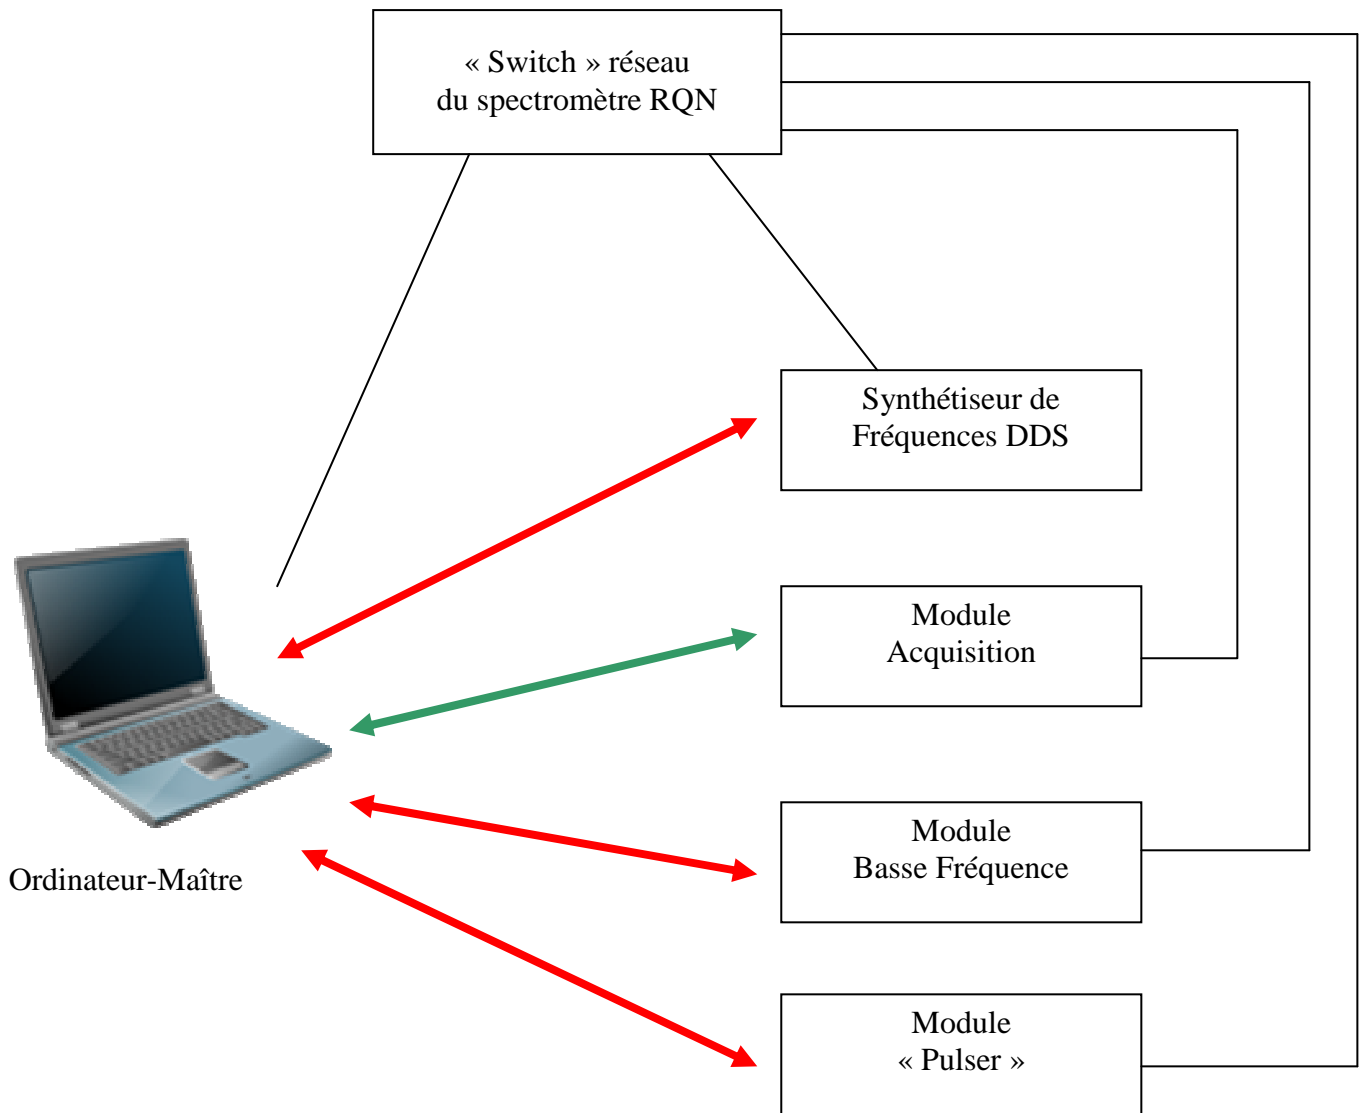 « Switch » réseau
du spectromètre RQN
Synthétiseur de
Fréquences DDS
Module
Acquisition
Module
Basse Fréquence
Ordinateur-Maître
Module
« Pulser »